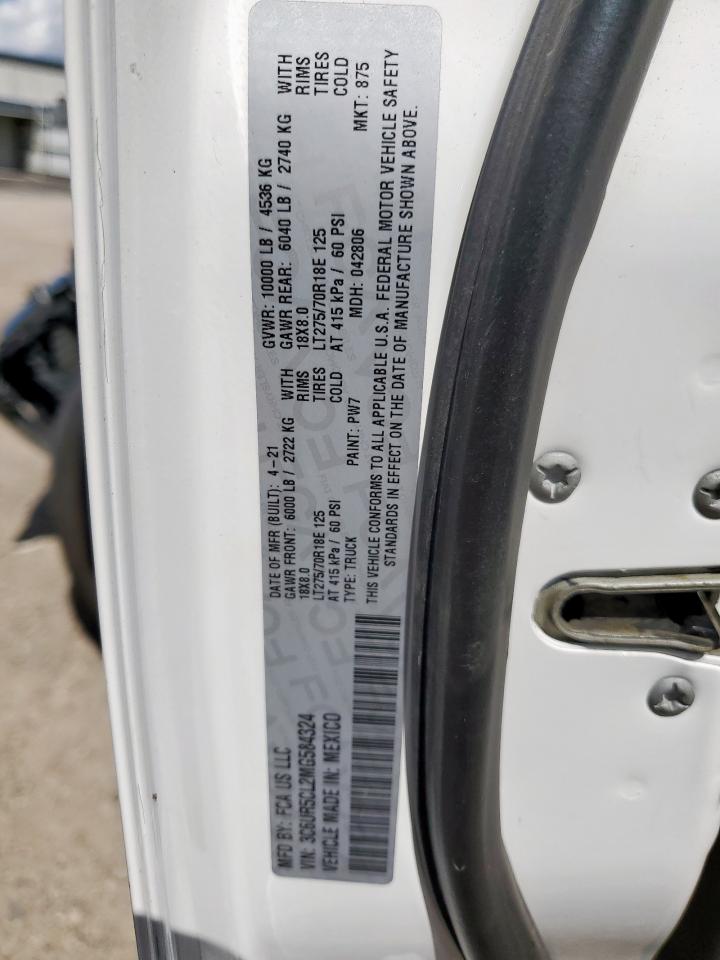 MFD BY: FCA US LLC
VIN: 3C6UR5CL2MG584324
VEHICLE MADE IN: MEXICO
DATE OF MFR (BUILT): 4-21 GVWR: 10000 LB / 4536 KG
GAWR FRONT: 6000 LB / 2722 KG WITH GAWR REAR: 6040 LB / 2740 KG WITH
18X8.0 RIMS 18X8.0 RIMS
LT275/70R18E 125 TIRES LT275/70R18E 125 TIRES
AT 415 kPa / 60 PSI COLD AT 415 kPa / 60 PSI COLD
TYPE: TRUCK PAINT: PW7 MDH: 042806 MKT: 875
THIS VEHICLE CONFORMS TO ALL APPLICABLE U.S.A. FEDERAL MOTOR VEHICLE SAFETY
STANDARDS IN EFFECT ON THE DATE OF MANUFACTURE SHOWN ABOVE.